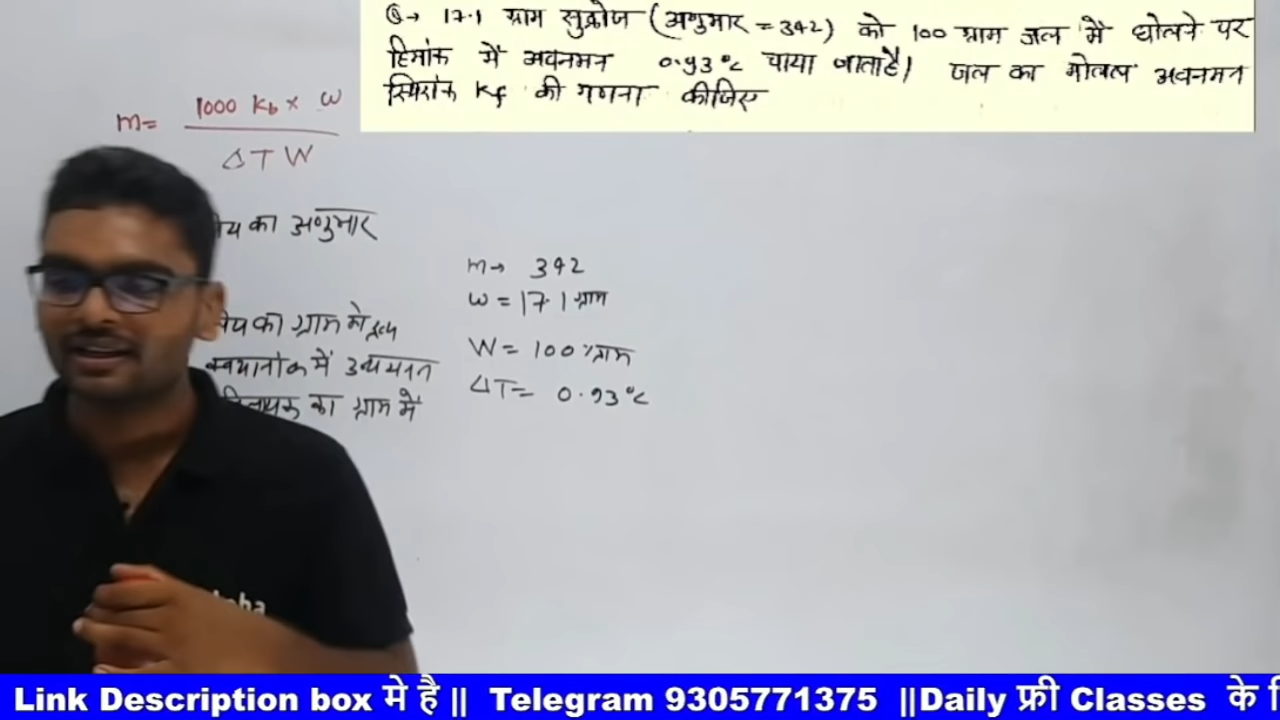 Q→ 17.1 ग्राम सुक्रोज (अणुभार = 342) को 100 ग्राम जल में घोलने पर
हिमांक में अवनमन 0.93°C पाया जाता है। जल का मोलल अवनमन
स्थिरांक Kf की गणना कीजिए
m= 1000 Kb × w
ΔT W
का अणुभार
m→ 342
w = 17.1 ग्राम
का ग्राम में
W = 100 ग्राम
क्वथनांक में उन्नयन
ΔT= 0.93°C
का ग्राम में
Link Description box मे है || Telegram 9305771375 ||Daily फ्री Classes के